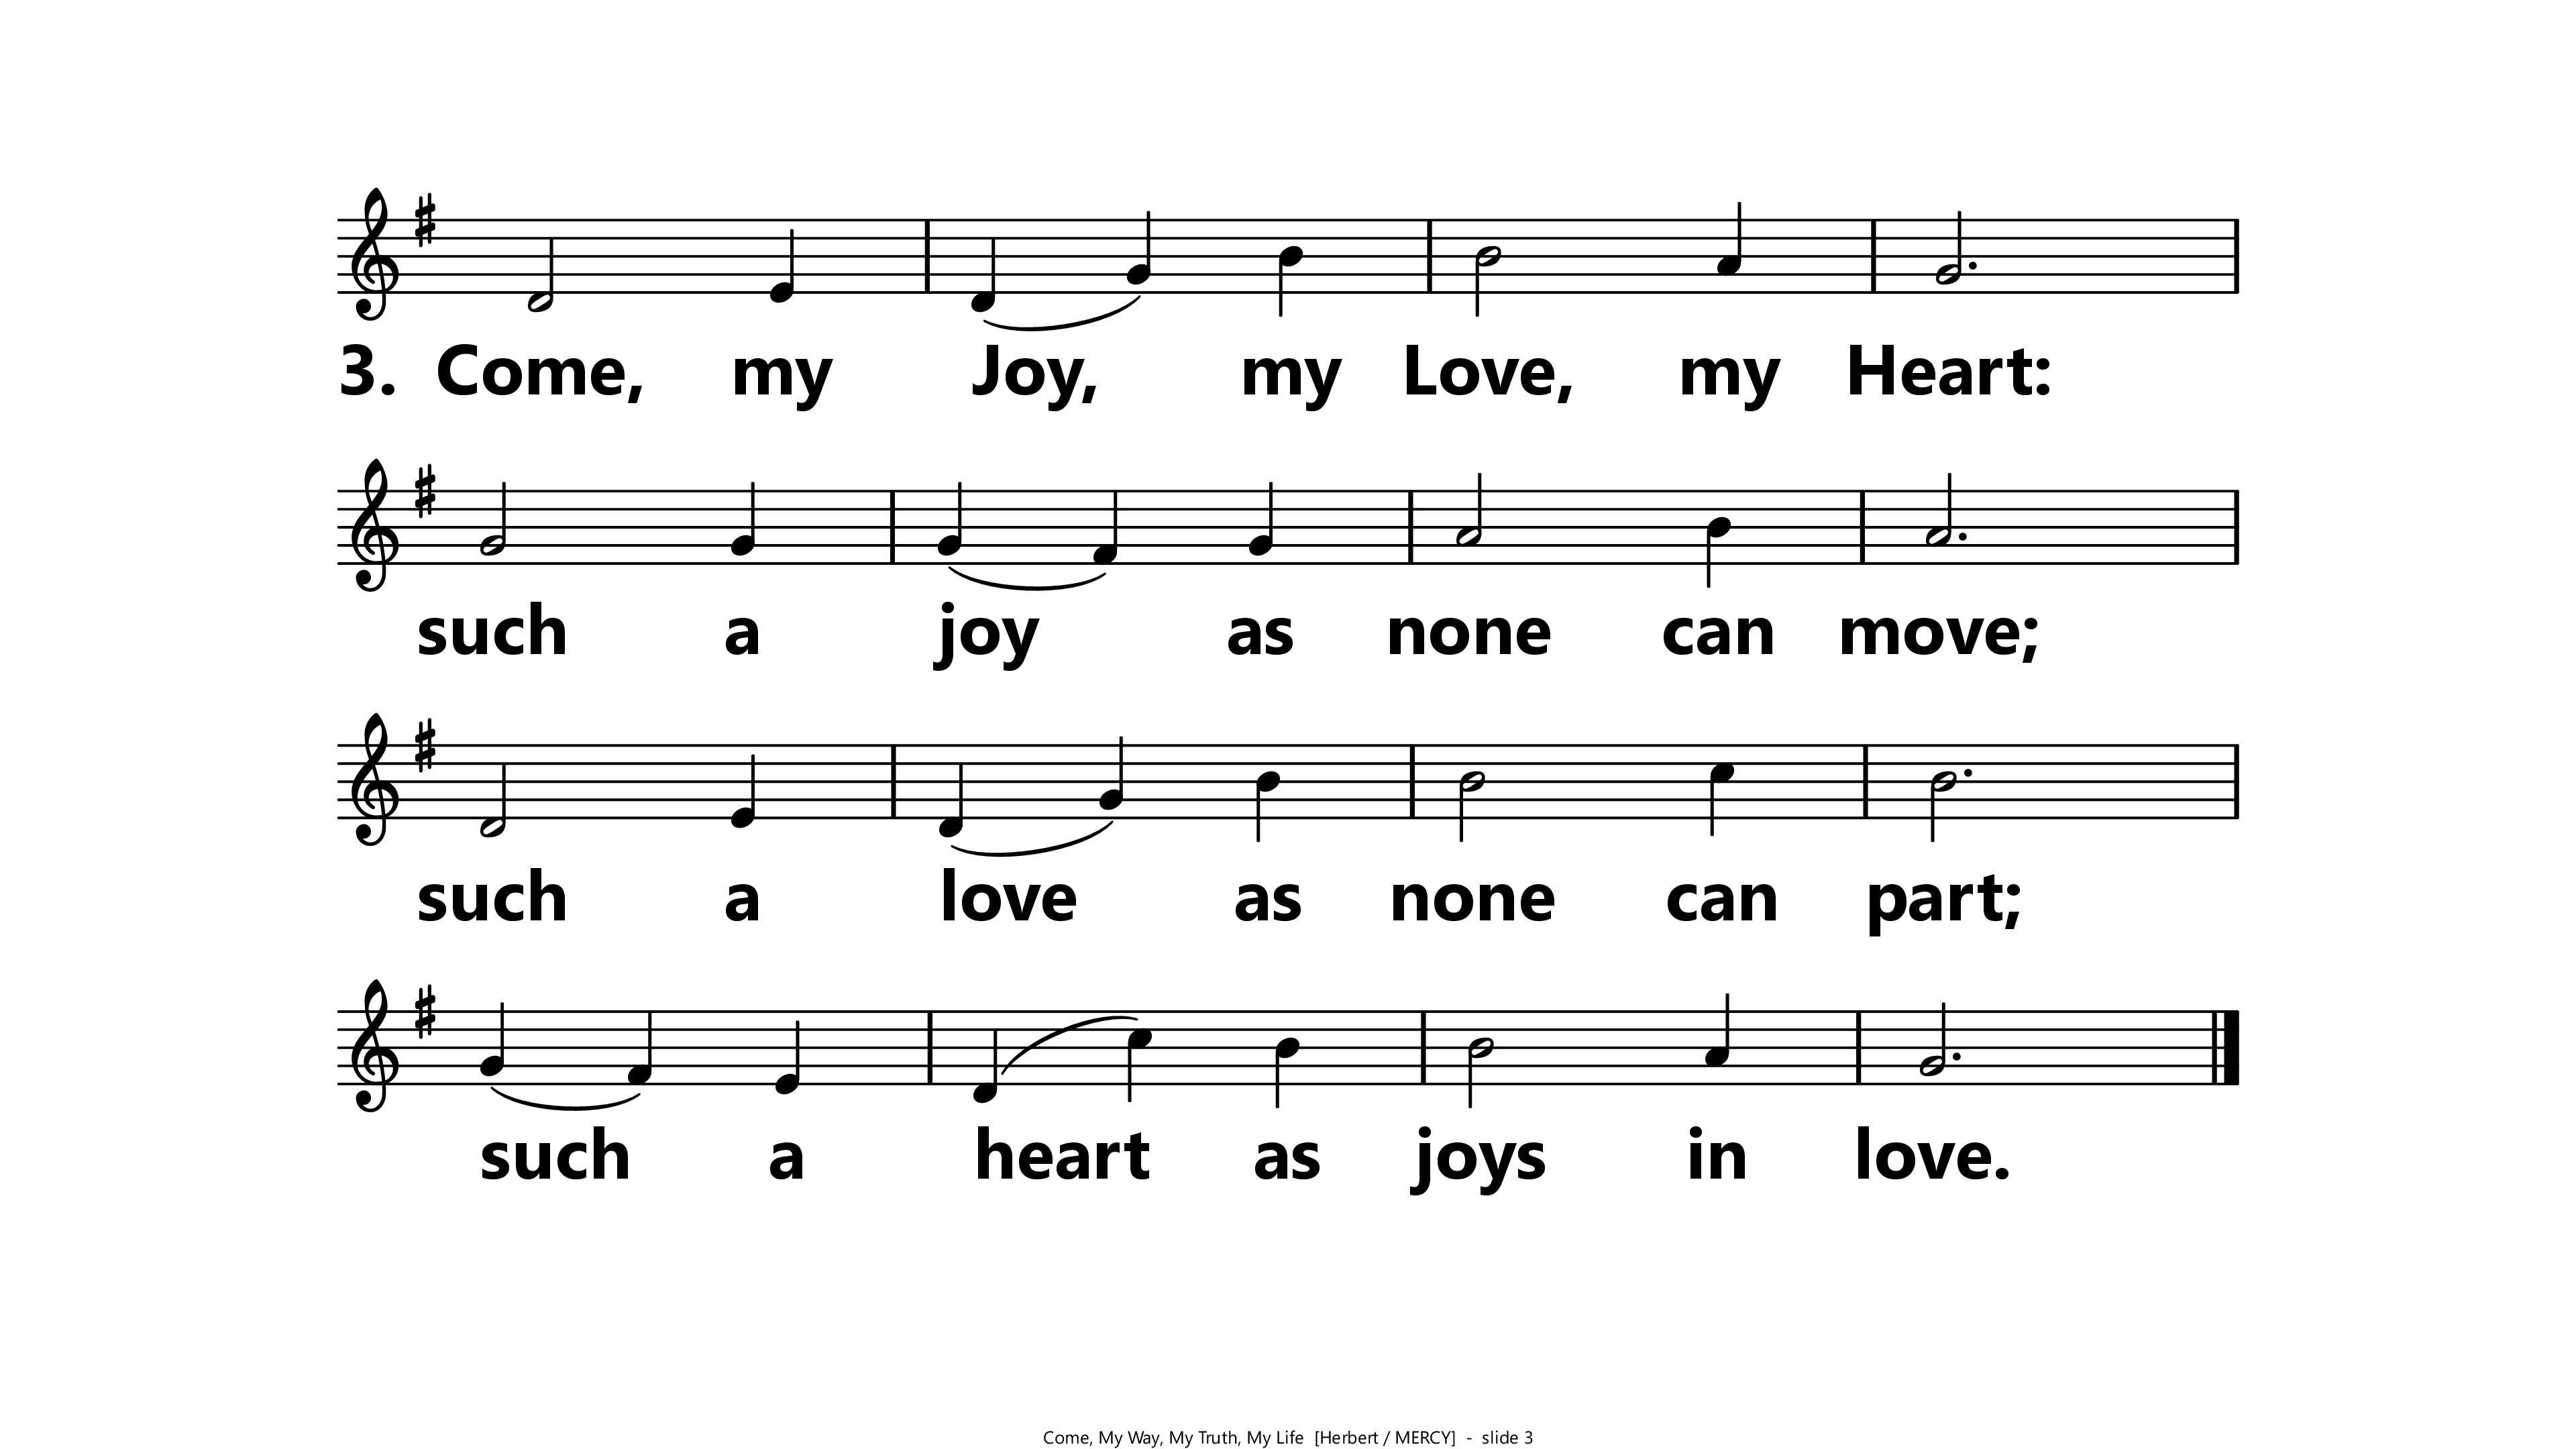 3. Come, my Joy, my Love, my Heart:
such a joy as none can move;
such a love as none can part;
such a heart as joys in love.
Come, My Way, My Truth, My Life [Herbert / MERCY] - slide 3